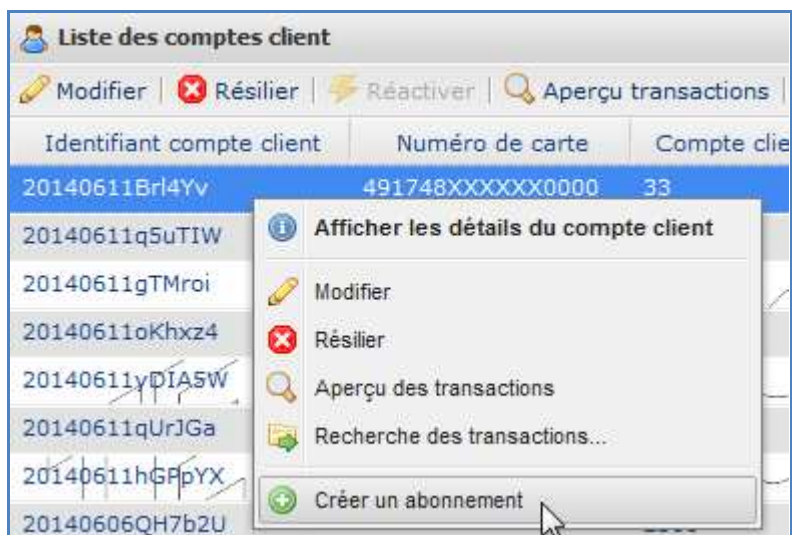 Liste des comptes client
Modifier | Résilier | Réactiver | Aperçu transactions |
Identifiant compte client Numéro de carte Compte clie
20140611Brl4Yv 491748XXXXXX0000 33
20140611q5uTIW
Afficher les détails du compte client
20140611gTMroi
Modifier
20140611oKhxz4
Résilier
20140611yDIA5W
Aperçu des transactions
20140611qUrJGa
Recherche des transactions...
20140611hGPpYX
Créer un abonnement
20140606QH7b2U